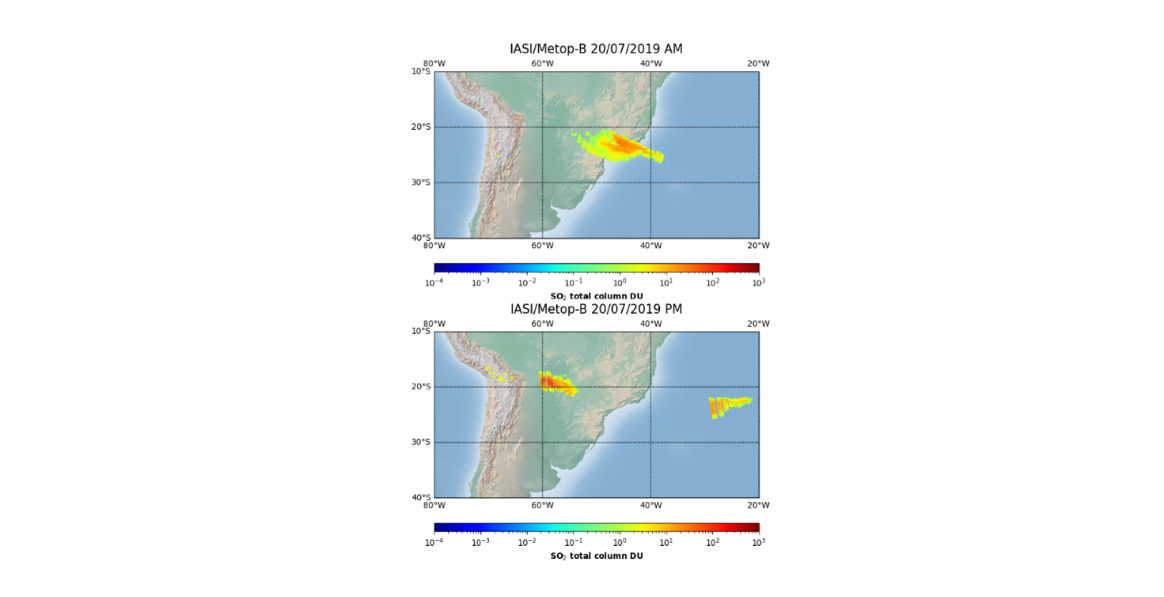 IASI/Metop-B 20/07/2019 AM
80°W 60°W 40°W 20°W
10°S
20°S
30°S
40°S
80°W 60°W 40°W 20°W
10⁻⁴ 10⁻³ 10⁻² 10⁻¹ 10⁰ 10¹ 10² 10³
SO₂ total column DU
IASI/Metop-B 20/07/2019 PM
80°W 60°W 40°W 20°W
10°S
20°S
30°S
40°S
80°W 60°W 40°W 20°W
10⁻⁴ 10⁻³ 10⁻² 10⁻¹ 10⁰ 10¹ 10² 10³
SO₂ total column DU